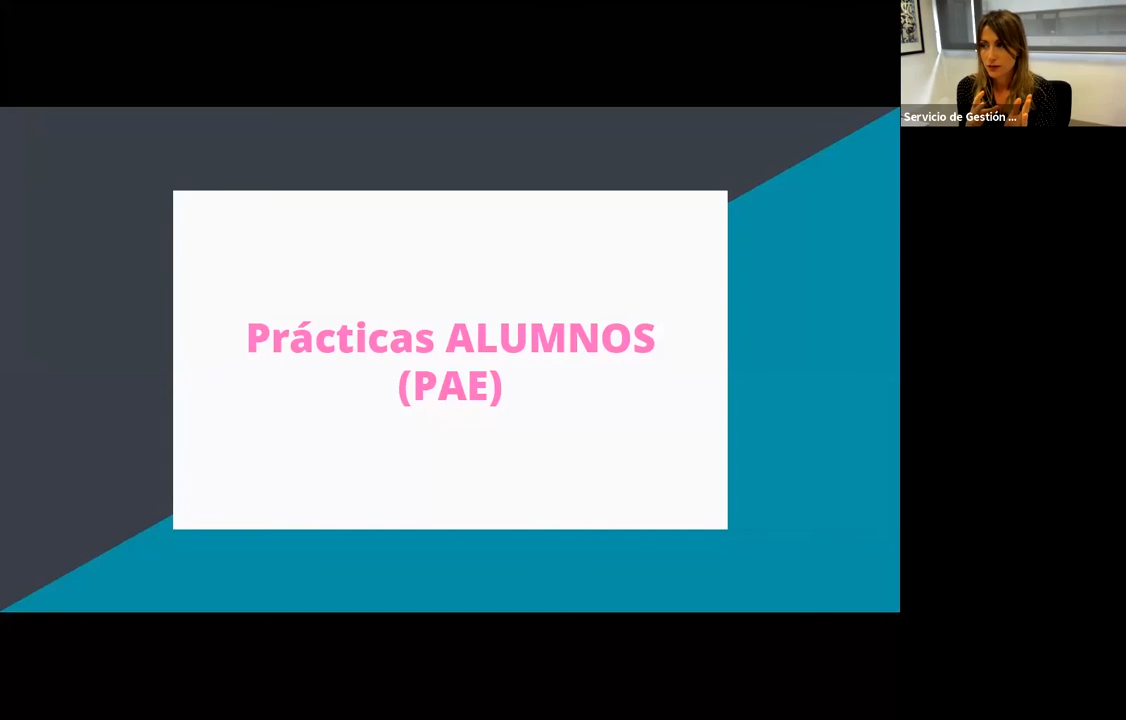 Prácticas ALUMNOS
(PAE)
Servicio de Gestión ...